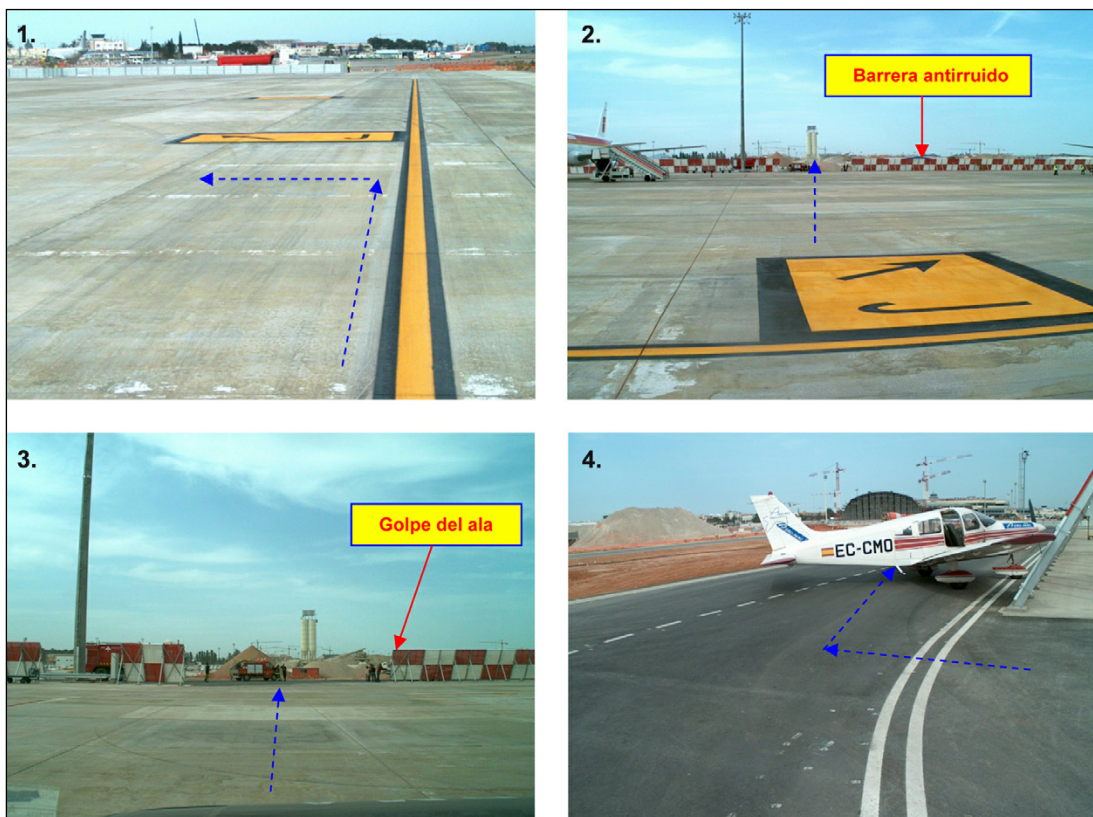 1.
2.
Barrera antirruido
J
J
3.
Golpe del ala
4.
EC-CMO